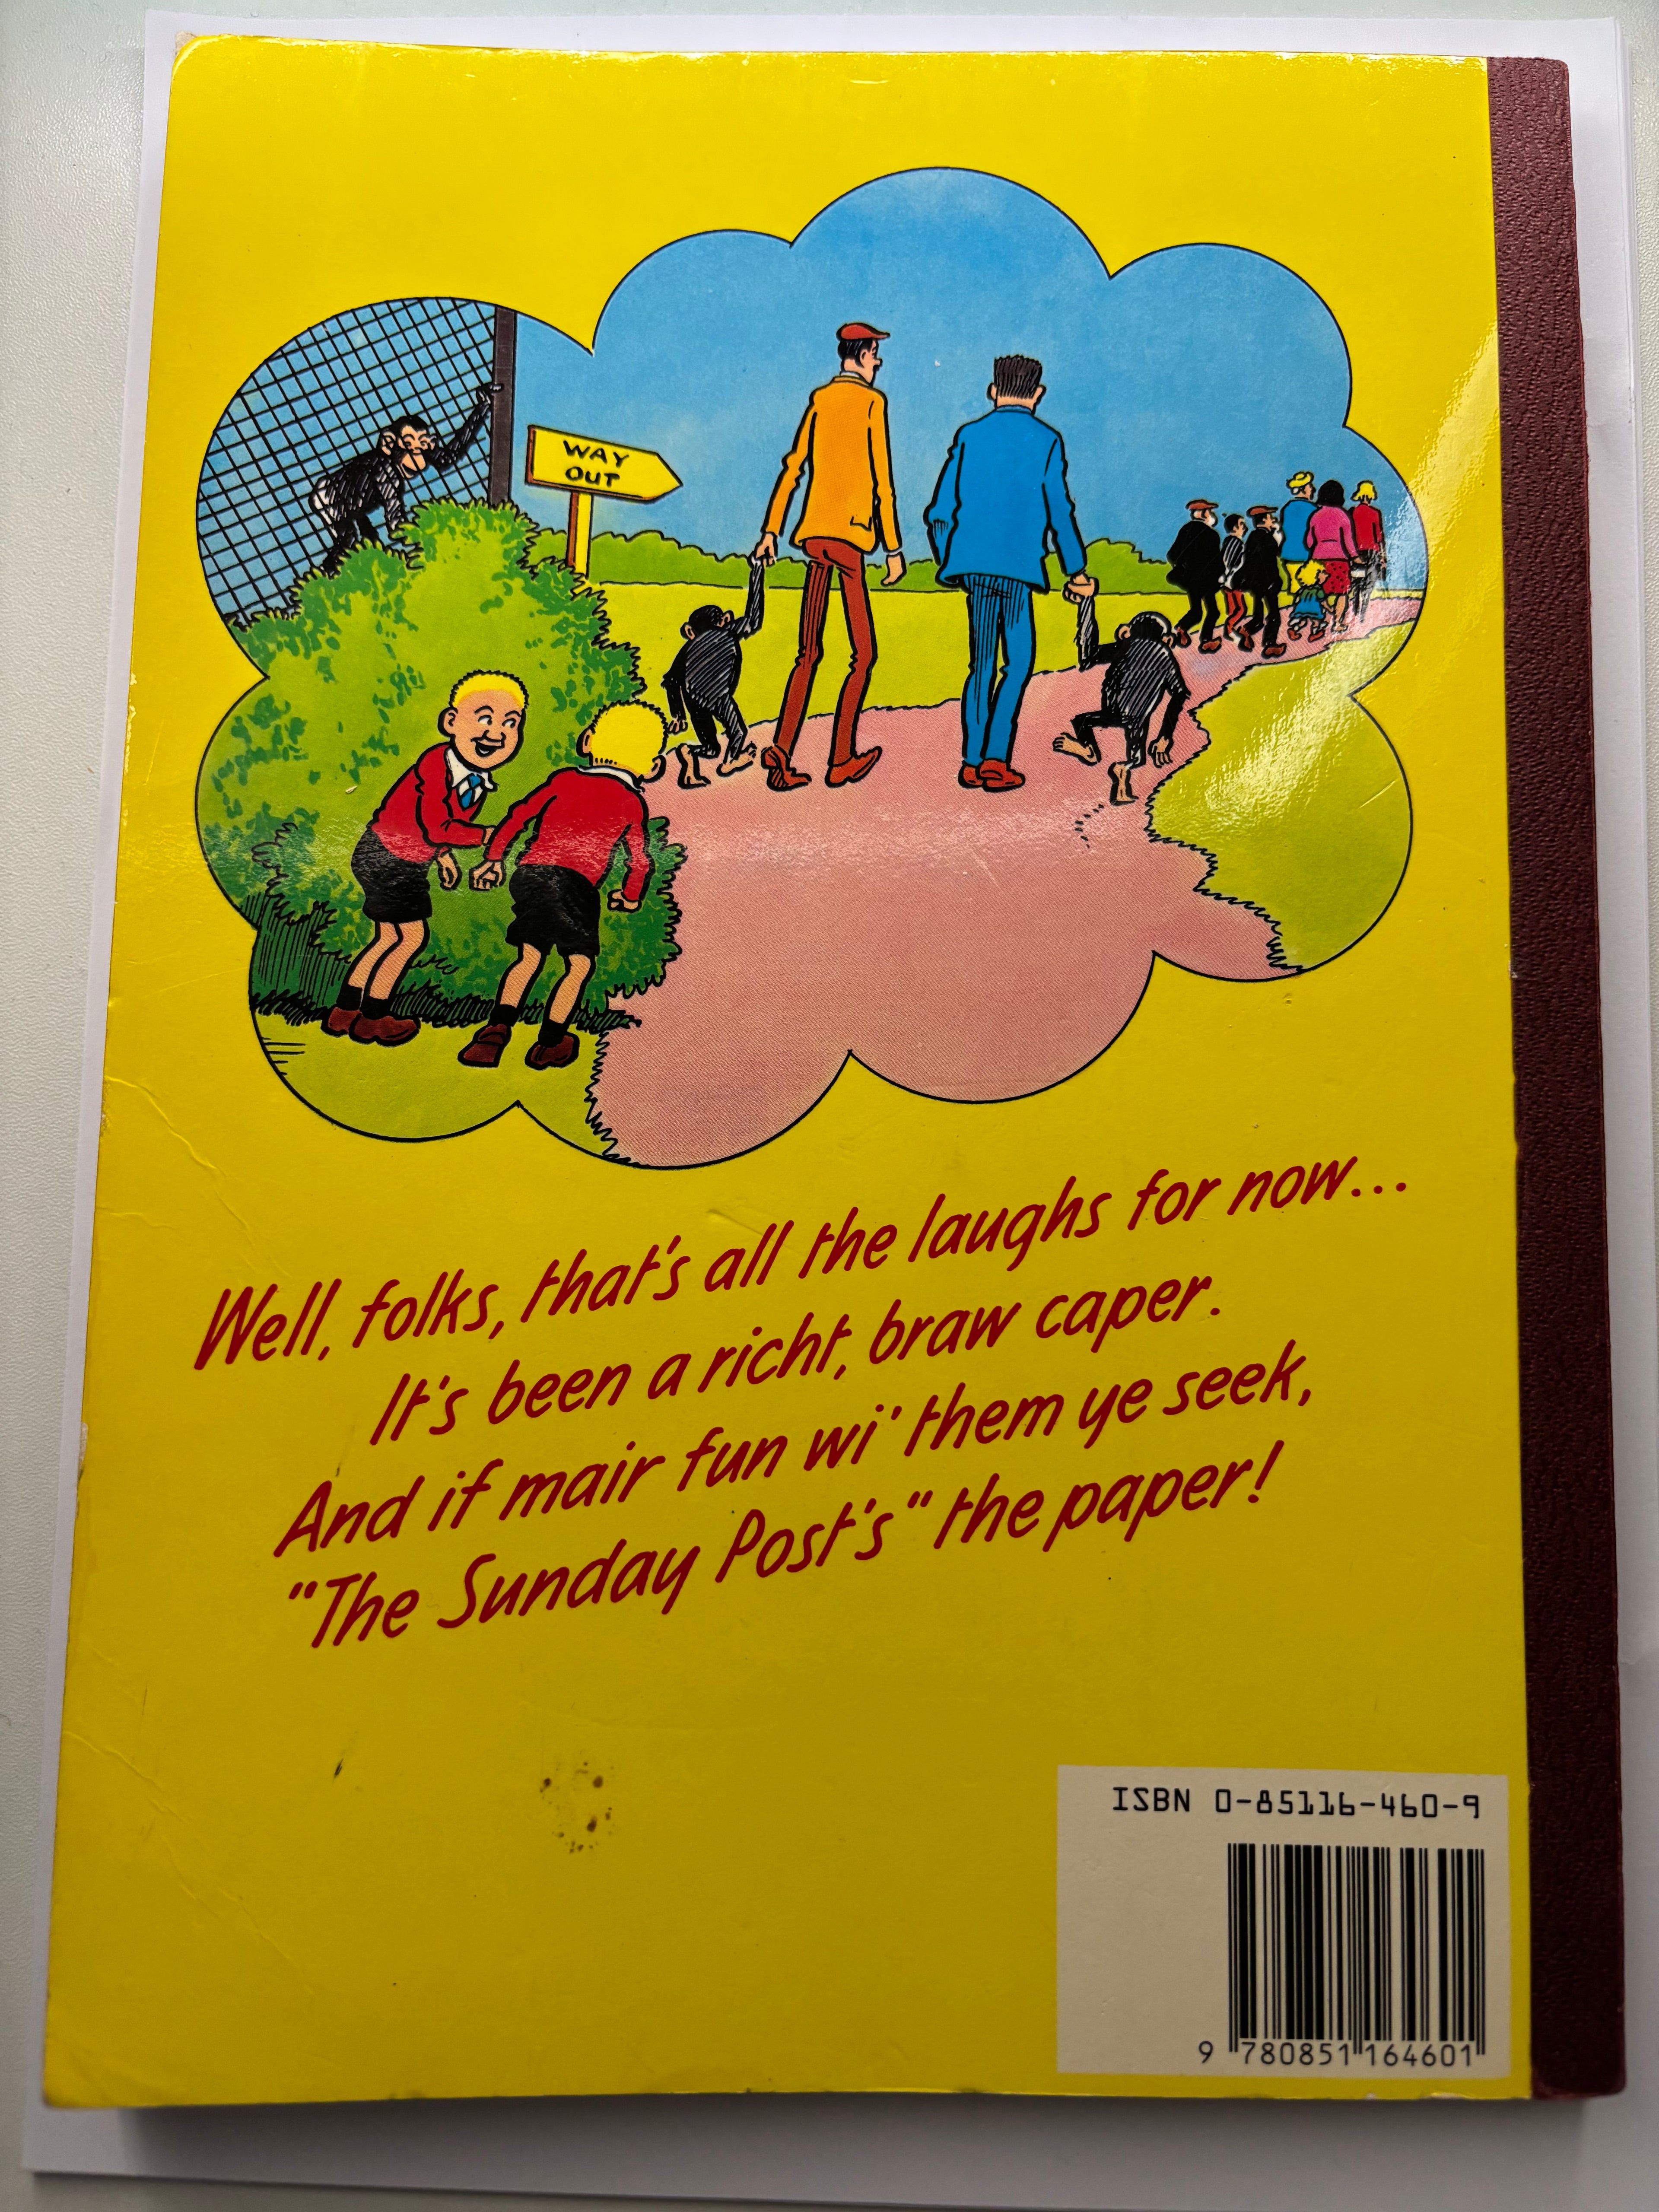 WAY
OUT
Well, folks, that's all the laughs for now...
It's been a richt, braw caper.
And if mair fun wi' them ye seek,
"The Sunday Post's" the paper!
ISBN 0-85116-460-9
9 780851 164601